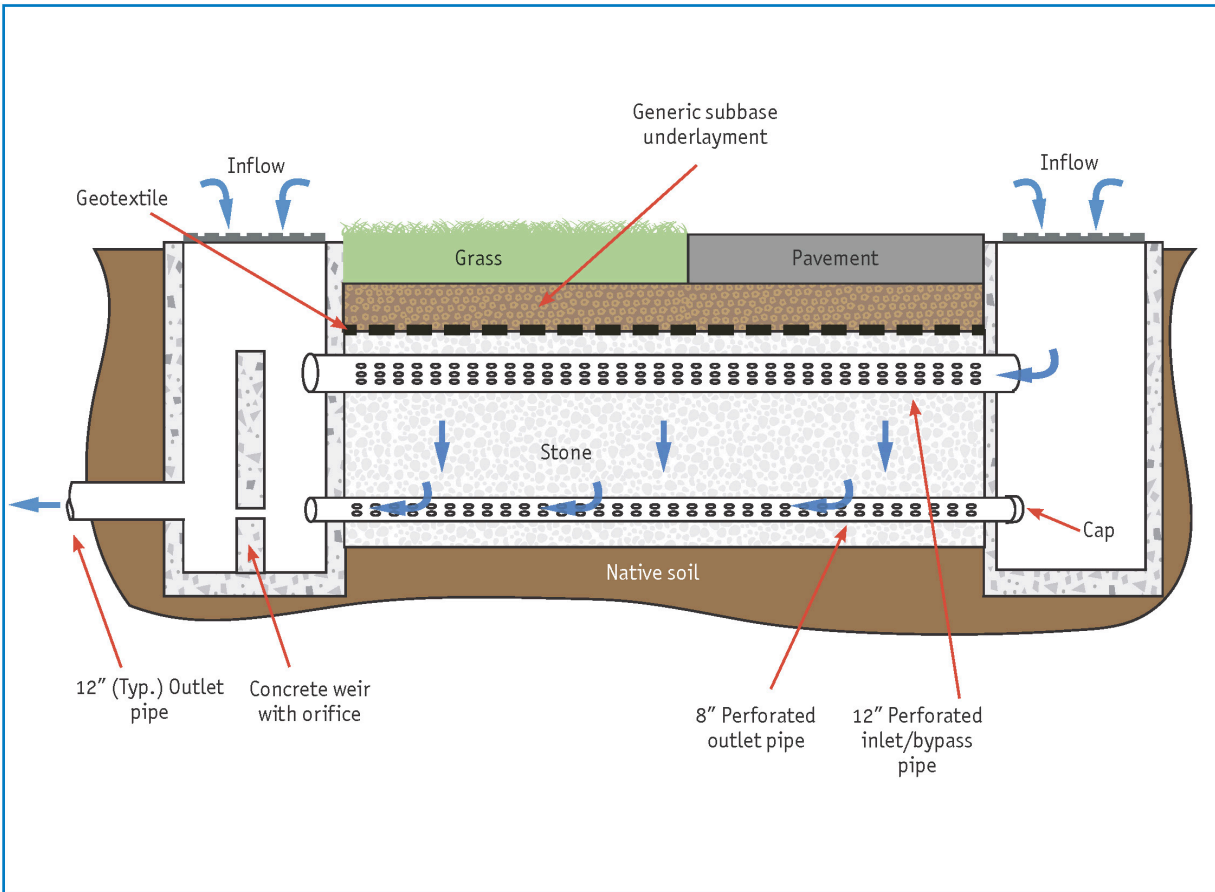 Generic subbase
underlayment
Inflow
Inflow
Geotextile
Grass
Pavement
Stone
Cap
Native soil
12” (Typ.) Outlet
pipe
Concrete weir
with orifice
8” Perforated
outlet pipe
12” Perforated
inlet/bypass
pipe